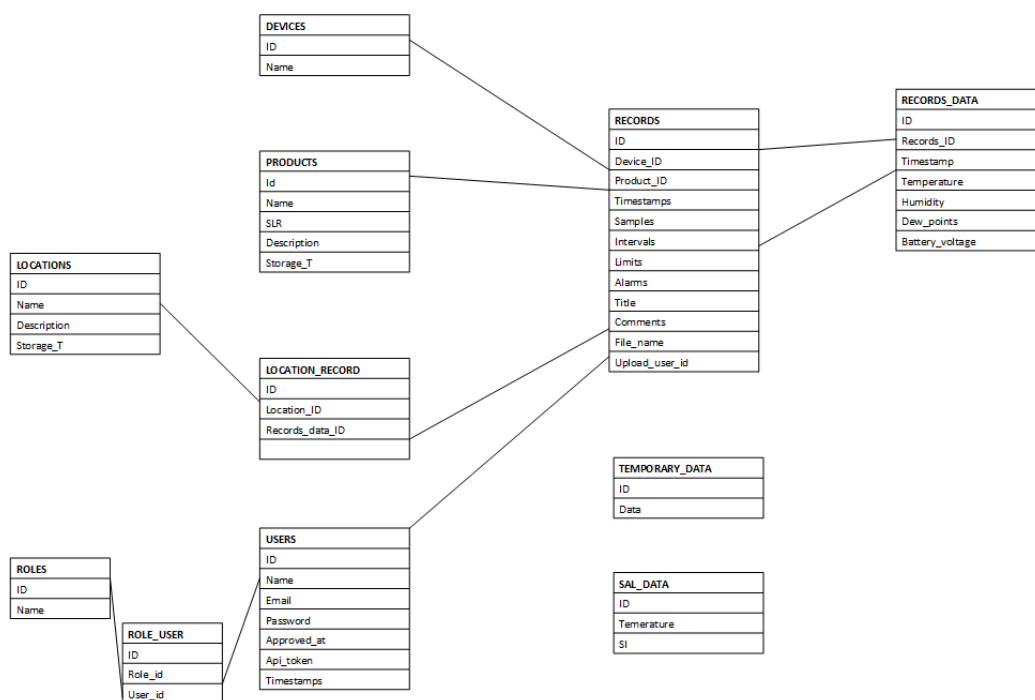 DEVICES
ID
Name
PRODUCTS
Id
Name
SLR
Description
Storage_T
LOCATIONS
ID
Name
Description
Storage_T
LOCATION_RECORD
ID
Location_ID
Records_data_ID
ROLES
ID
Name
ROLE_USER
ID
Role_id
User_id
USERS
ID
Name
Email
Password
Approved_at
Api_token
Timestamps
RECORDS
ID
Device_ID
Product_ID
Timestamps
Samples
Intervals
Limits
Alarms
Title
Comments
File_name
Upload_user_id
RECORDS_DATA
ID
Records_ID
Timestamp
Temperature
Humidity
Dew_points
Battery_voltage
TEMPORARY_DATA
ID
Data
SAL_DATA
ID
Temerature
SI